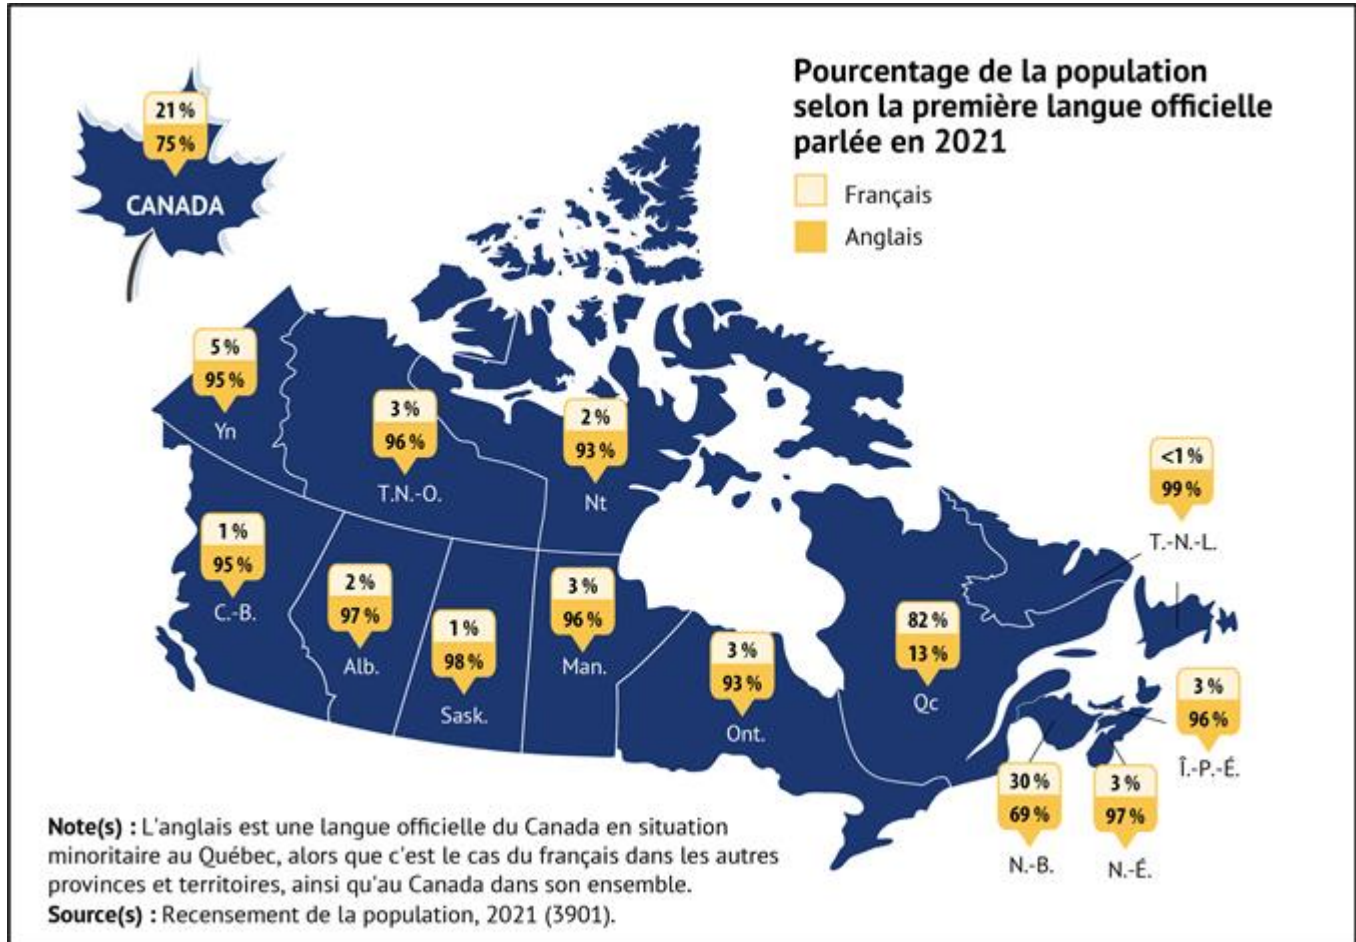 Pourcentage de la population
selon la première langue officielle
parlée en 2021
Français
Anglais
21 %
75 %
CANADA
5 %
95 %
Yn
3 %
96 %
T.N.-O.
2 %
93 %
Nt
<1 %
99 %
T.-N.-L.
1 %
95 %
C.-B.
2 %
97 %
Alb.
1 %
98 %
Sask.
3 %
96 %
Man.
3 %
93 %
Ont.
82 %
13 %
Qc
3 %
96 %
Î.-P.-É.
30 %
69 %
N.-B.
3 %
97 %
N.-É.
Note(s) : L'anglais est une langue officielle du Canada en situation
minoritaire au Québec, alors que c'est le cas du français dans les autres
provinces et territoires, ainsi qu'au Canada dans son ensemble.
Source(s) : Recensement de la population, 2021 (3901).